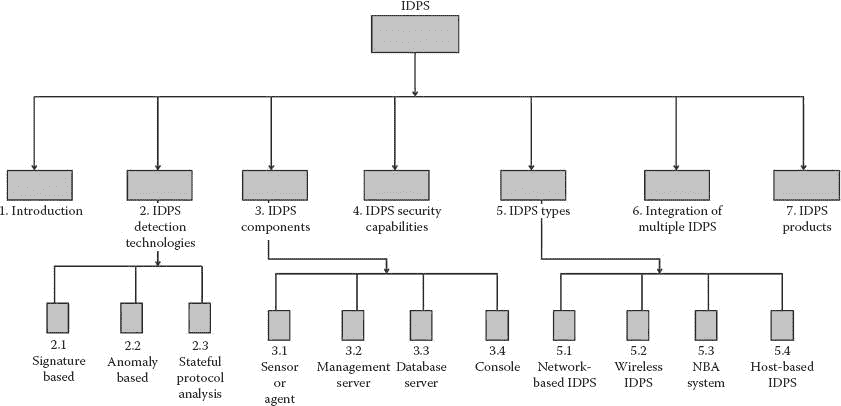 IDPS
1. Introduction
2. IDPS
detection
technologies
3. IDPS
components
4. IDPS security
capabilities
5. IDPS types
6. Integration of
multiple IDPS
7. IDPS
products
2.1
Signature
based
2.2
Anomaly
based
2.3
Stateful
protocol
analysis
3.1
Sensor
or
agent
3.2
Management
server
3.3
Database
server
3.4
Console
5.1
Network-
based IDPS
5.2
Wireless
IDPS
5.3
NBA
system
5.4
Host-based
IDPS